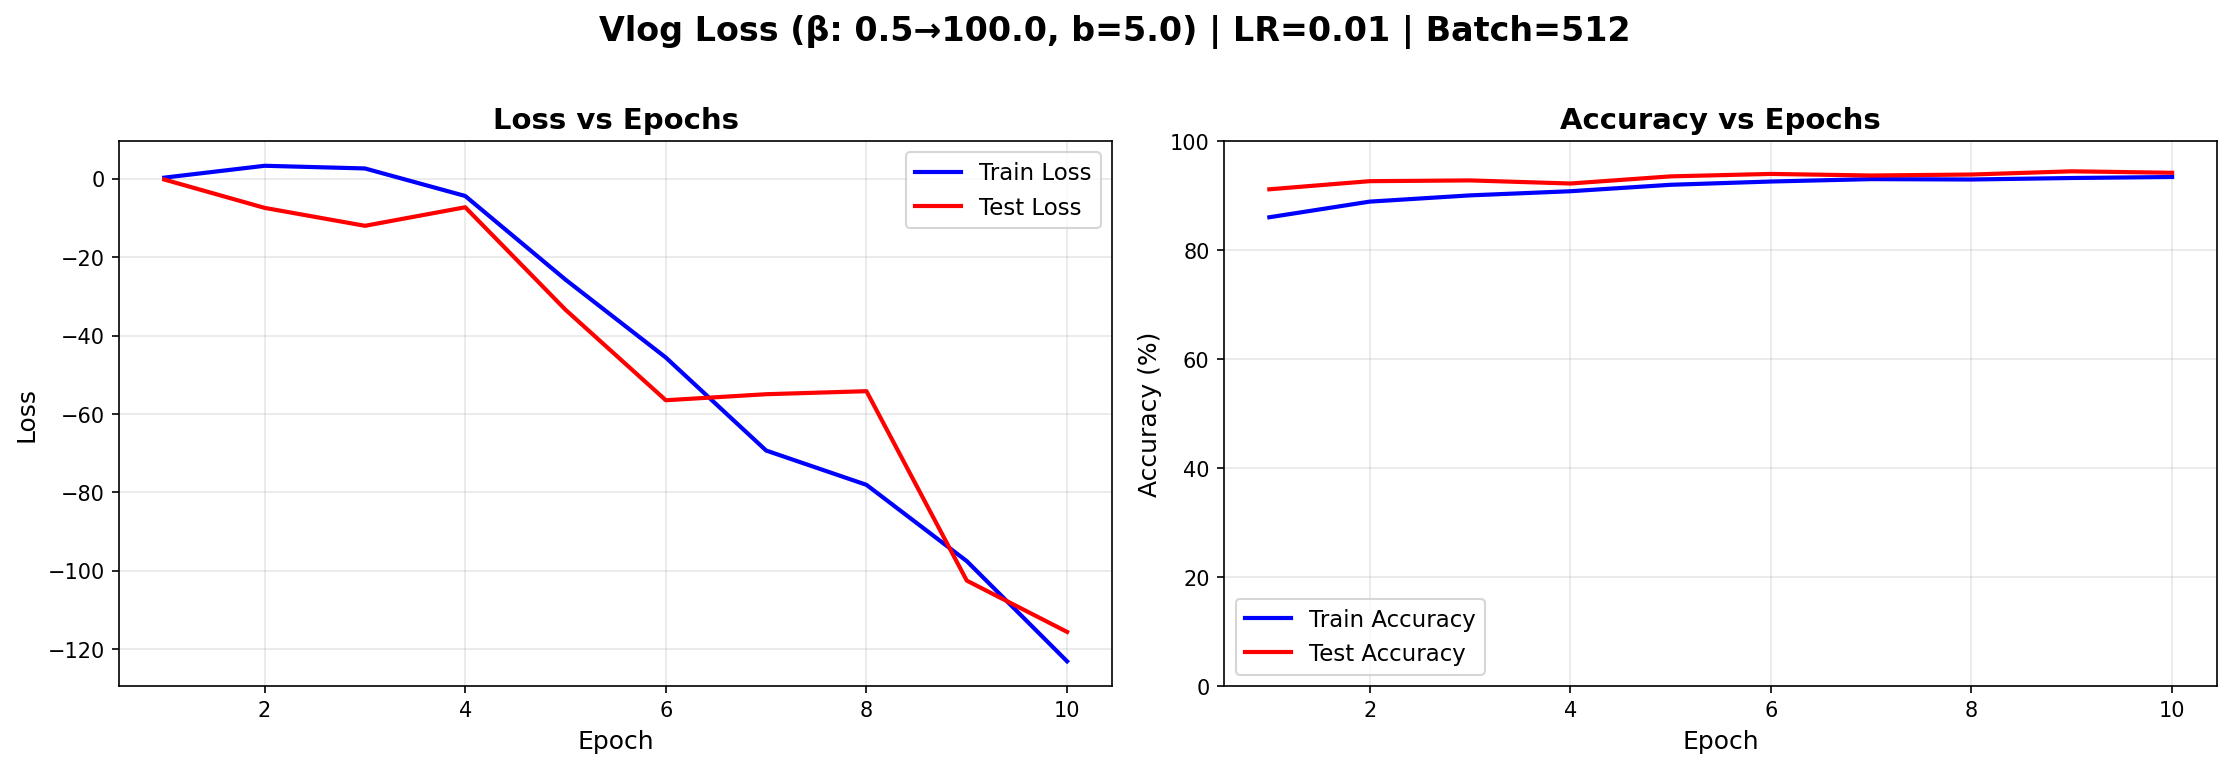 Vlog Loss (β: 0.5→100.0, b=5.0) | LR=0.01 | Batch=512
Loss vs Epochs
Train Loss
Test Loss
0
−20
−40
−60
−80
−100
−120
Loss
2 4 6 8 10
Epoch
Accuracy vs Epochs
100
80
60
40
20
0
Accuracy (%)
Train Accuracy
Test Accuracy
2 4 6 8 10
Epoch